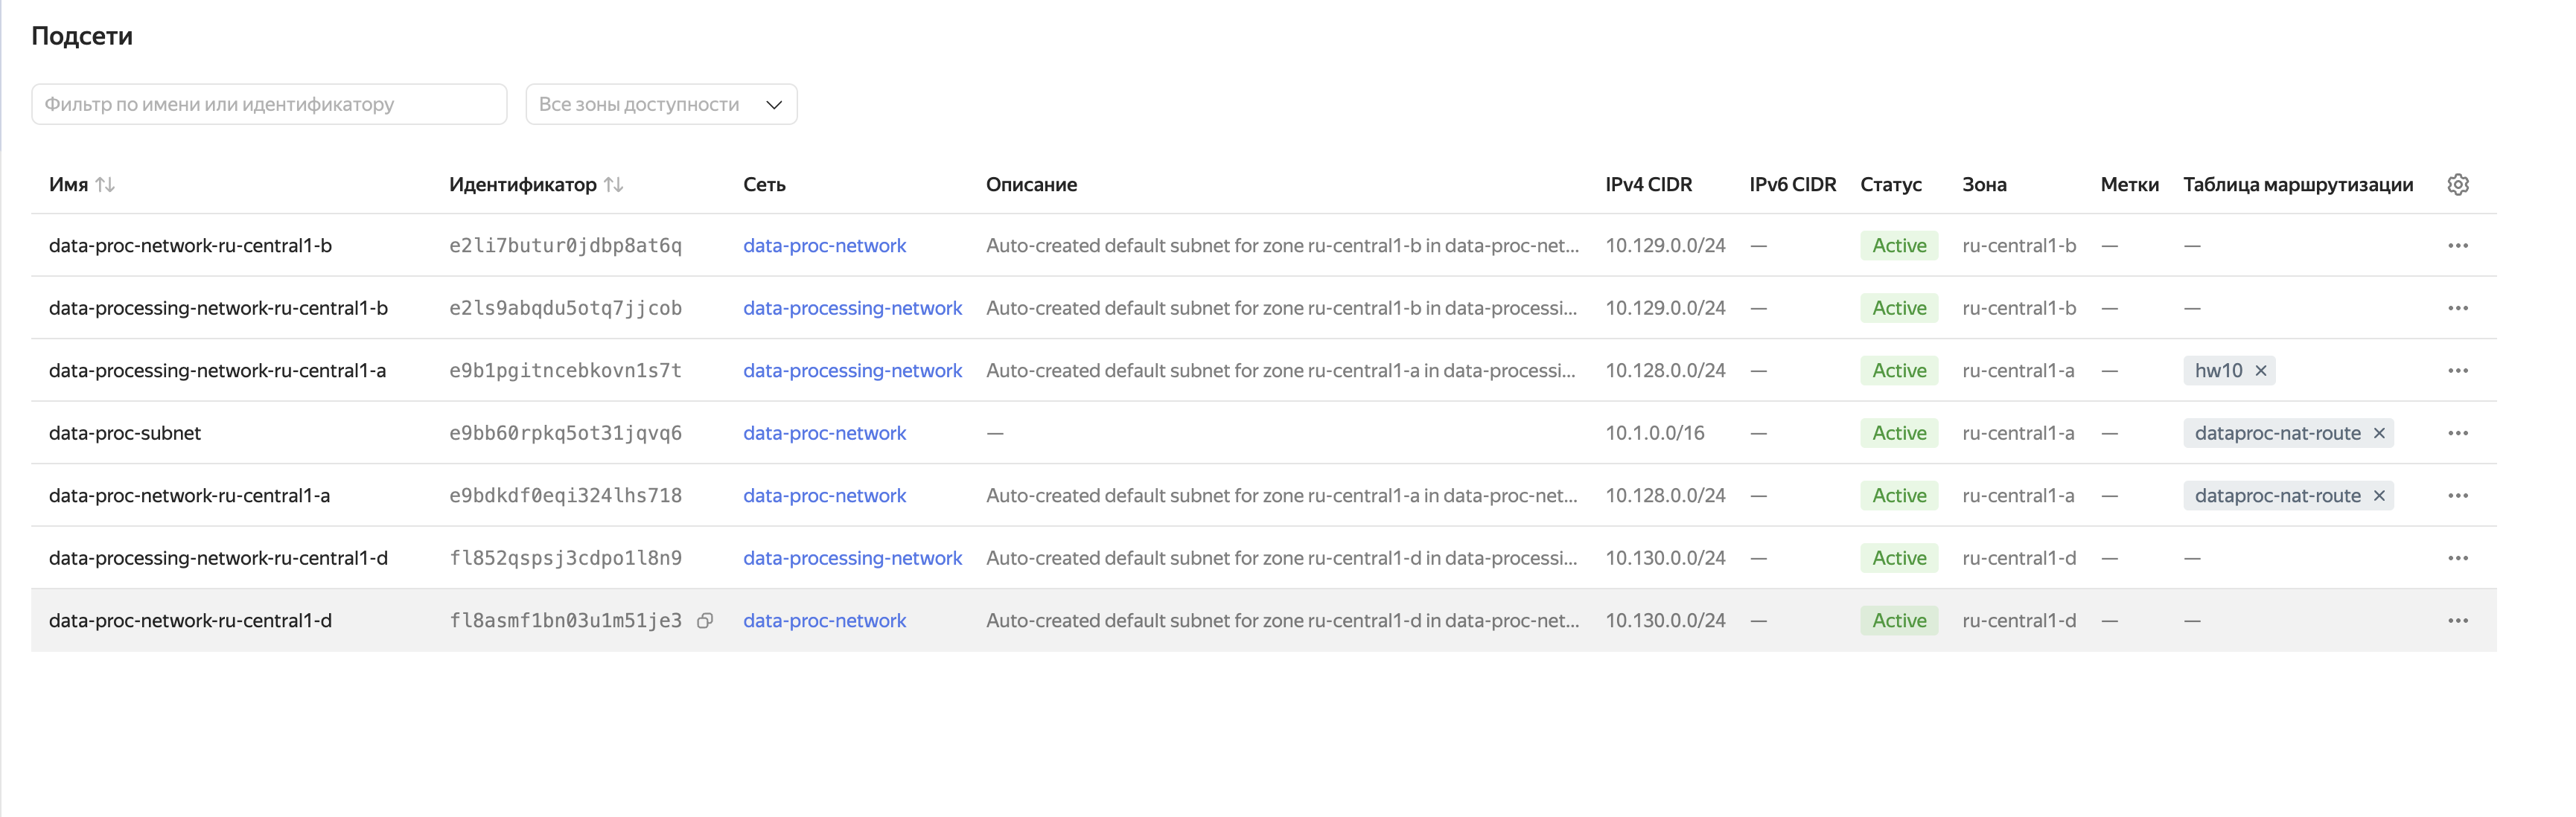 Подсети
Фильтр по имени или идентификатору Все зоны доступности
Имя Идентификатор Сеть Описание IPv4 CIDR IPv6 CIDR Статус Зона Метки Таблица маршрутизации
data-proc-network-ru-central1-b e2li7butur0jdbp8at6q data-proc-network Auto-created default subnet for zone ru-central1-b in data-proc-net... 10.129.0.0/24 — Active ru-central1-b — —
data-processing-network-ru-central1-b e2ls9abqdu5otq7jjcob data-processing-network Auto-created default subnet for zone ru-central1-b in data-processi... 10.129.0.0/24 — Active ru-central1-b — —
data-processing-network-ru-central1-a e9b1pgitncebkovn1s7t data-processing-network Auto-created default subnet for zone ru-central1-a in data-processi... 10.128.0.0/24 — Active ru-central1-a — hw10 ×
data-proc-subnet e9bb60rpkq5ot31jqvq6 data-proc-network — 10.1.0.0/16 — Active ru-central1-a — dataproc-nat-route ×
data-proc-network-ru-central1-a e9bdkdf0eqi324lhs718 data-proc-network Auto-created default subnet for zone ru-central1-a in data-proc-net... 10.128.0.0/24 — Active ru-central1-a — dataproc-nat-route ×
data-processing-network-ru-central1-d fl852qspsj3cdpo1l8n9 data-processing-network Auto-created default subnet for zone ru-central1-d in data-processi... 10.130.0.0/24 — Active ru-central1-d — —
data-proc-network-ru-central1-d fl8asmf1bn03u1m51je3 data-proc-network Auto-created default subnet for zone ru-central1-d in data-proc-net... 10.130.0.0/24 — Active ru-central1-d — —